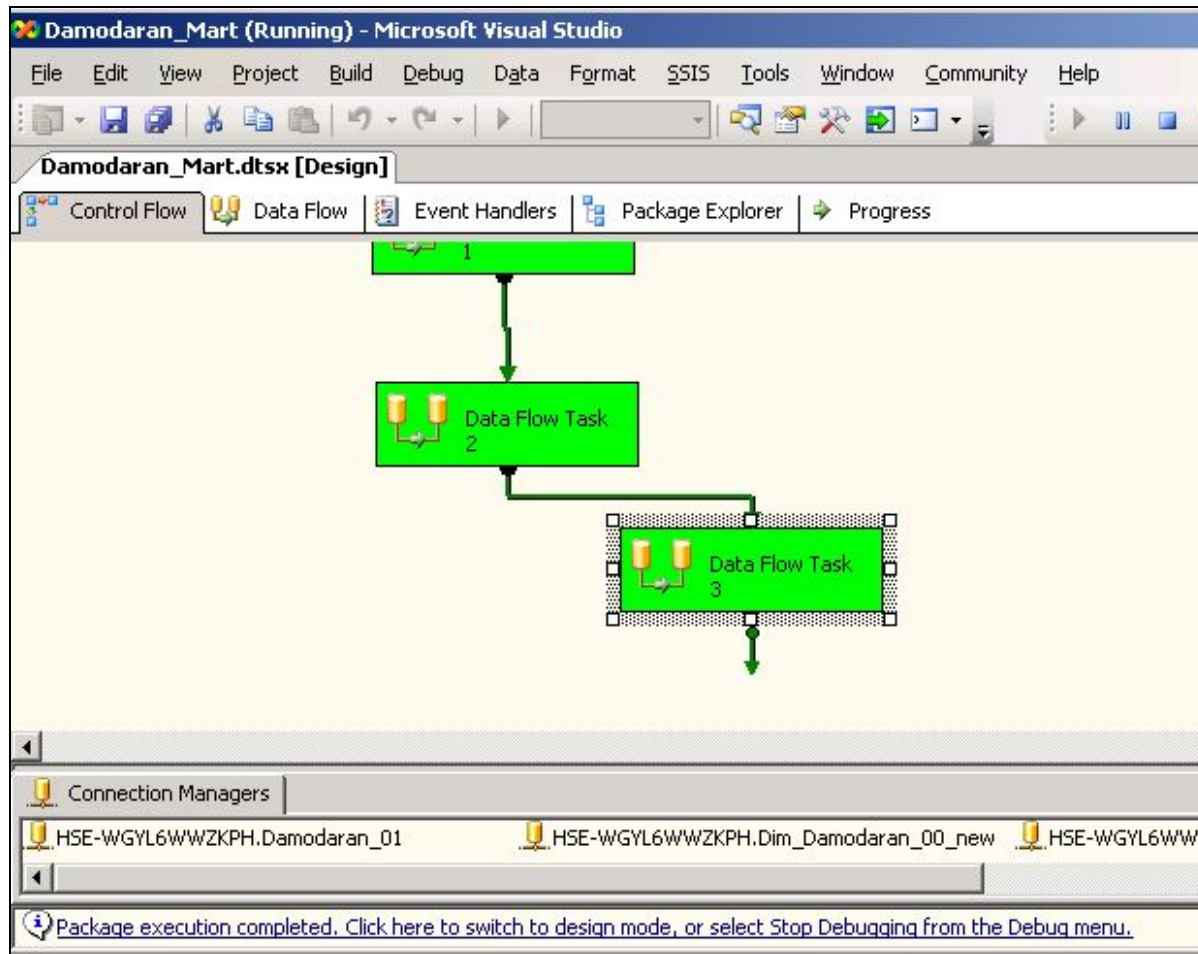 Damodaran_Mart (Running) - Microsoft Visual Studio
File Edit View Project Build Debug Data Format SSIS Tools Window Community Help
Damodaran_Mart.dtsx [Design]
Control Flow Data Flow Event Handlers Package Explorer Progress
1
Data Flow Task
2
Data Flow Task
3
Connection Managers
HSE-WGYL6WWZKPH.Damodaran_01 HSE-WGYL6WWZKPH.Dim_Damodaran_00_new HSE-WGYL6WW
Package execution completed. Click here to switch to design mode, or select Stop Debugging from the Debug menu.